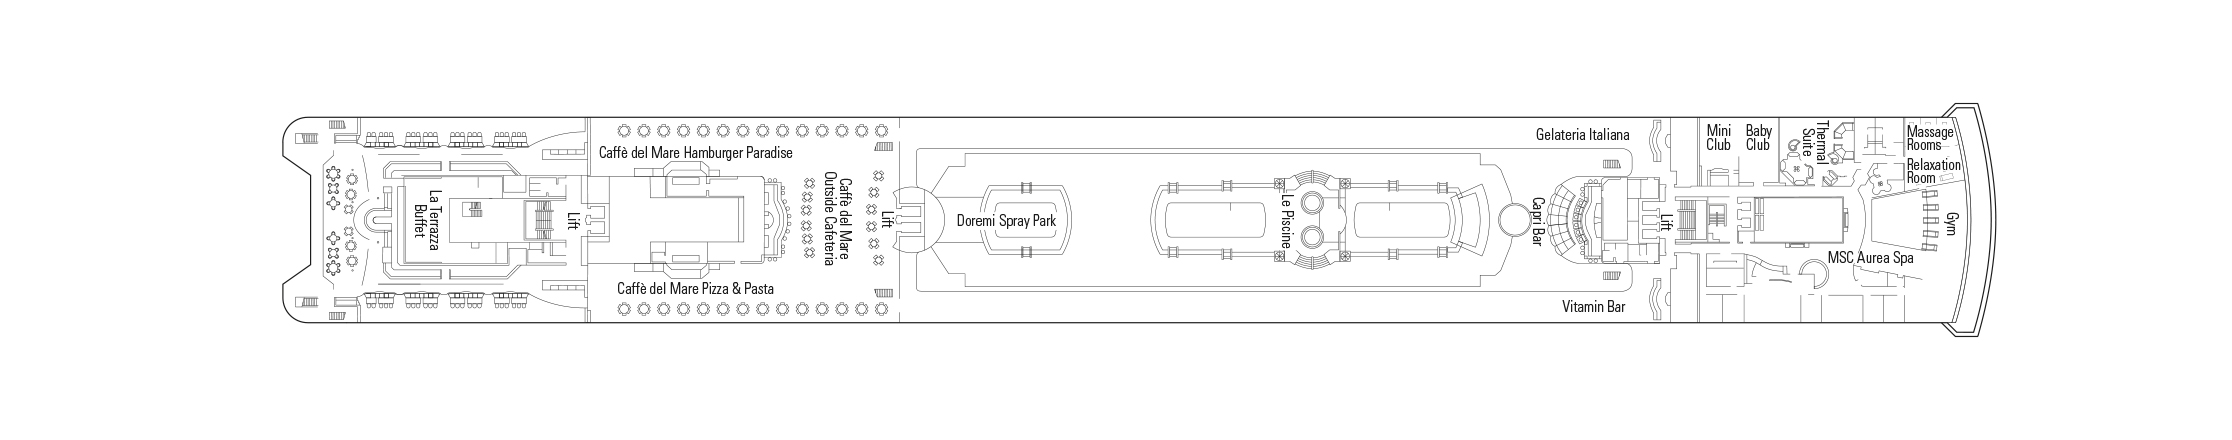 La Terrazza
Buffet
Lift
Caffè del Mare Hamburger Paradise
Caffè del Mare Pizza & Pasta
Caffè del Mare
Outside Cafeteria
Lift
Doremi Spray Park
Le Piscine
Capri Bar
Gelateria Italiana
Vitamin Bar
Lift
Mini
Club
Baby
Club
Thermal
Suite
Massage
Rooms
Relaxation
Room
Gym
MSC Aurea Spa